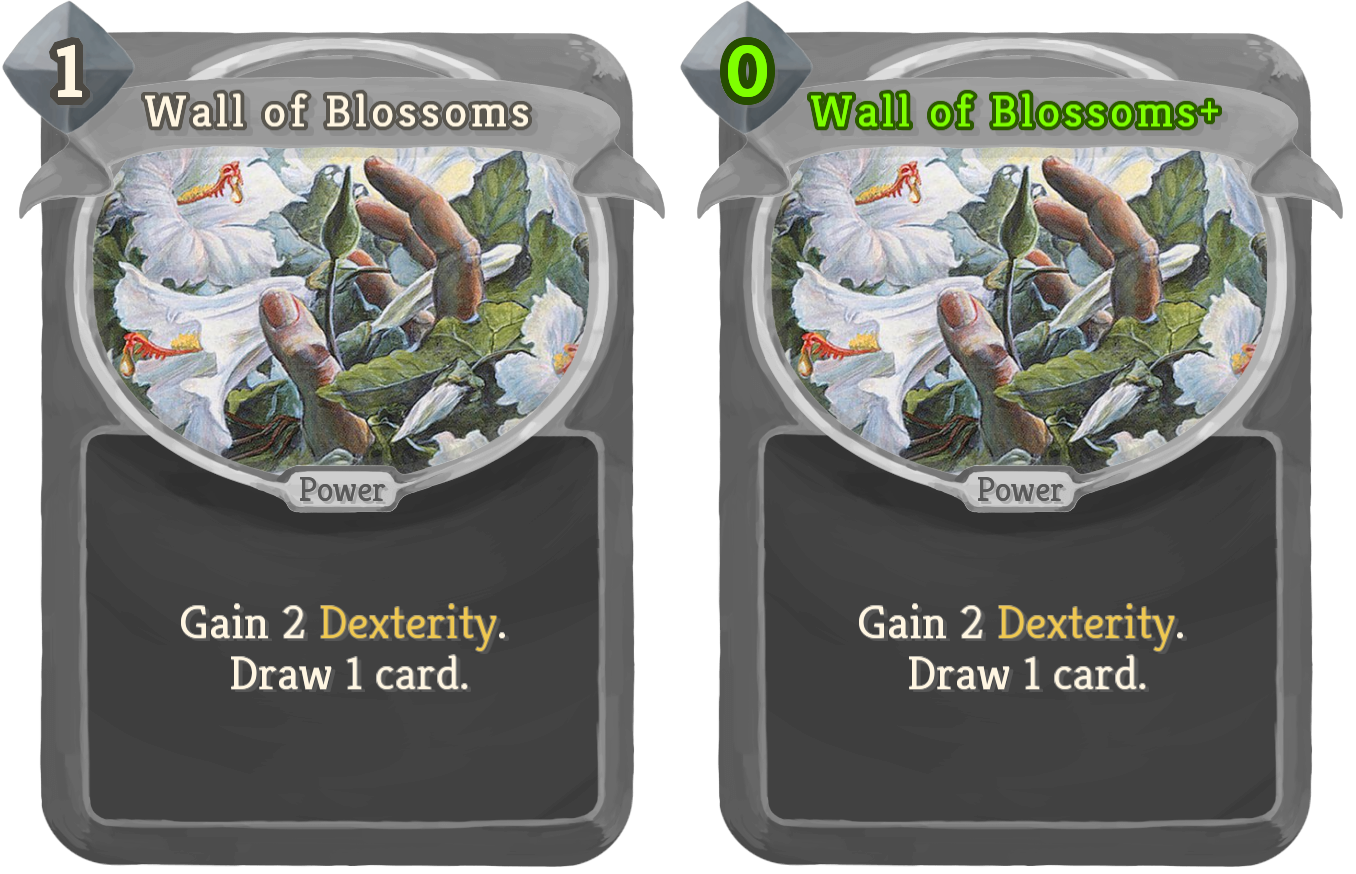 1
Wall of Blossoms
Power
Gain 2 Dexterity.
Draw 1 card.
0
Wall of Blossoms+
Power
Gain 2 Dexterity.
Draw 1 card.